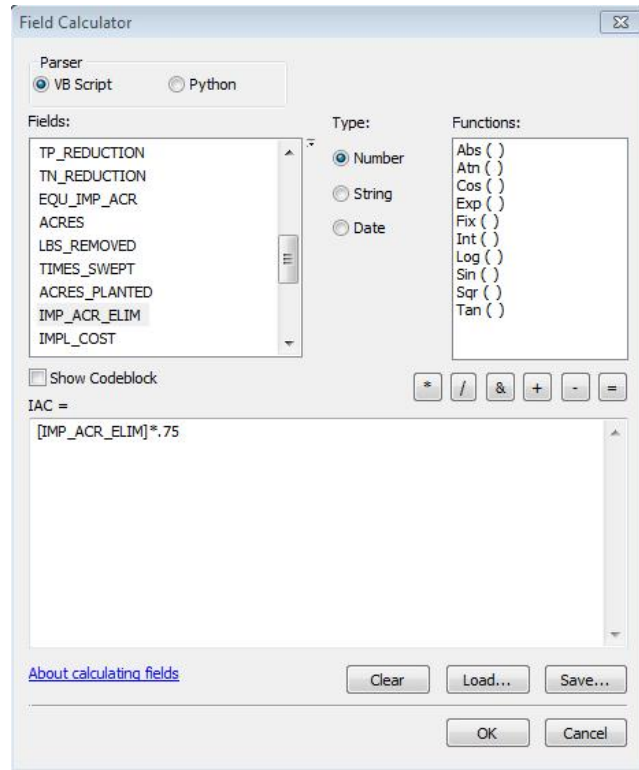 Field Calculator
Parser
VB Script Python
Fields: Type: Functions:
TP_REDUCTION
TN_REDUCTION
EQU_IMP_ACR
ACRES
LBS_REMOVED
TIMES_SWEPT
ACRES_PLANTED
IMP_ACR_ELIM
IMPL_COST
Number
String
Date
Abs ( )
Atn ( )
Cos ( )
Exp ( )
Fix ( )
Int ( )
Log ( )
Sin ( )
Sqr ( )
Tan ( )
Show Codeblock
* / & + - =
IAC =
[IMP_ACR_ELIM]*.75
About calculating fields
Clear Load... Save...
OK Cancel